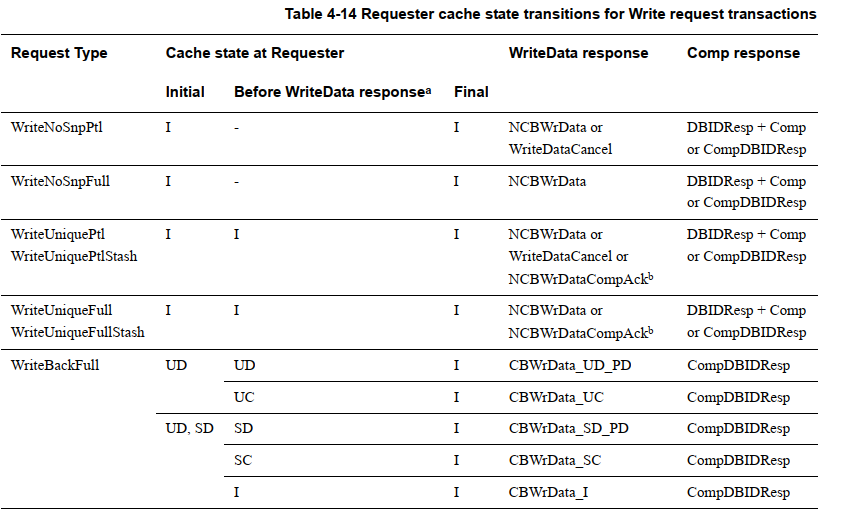 Table 4-14 Requester cache state transitions for Write request transactions
Request Type Cache state at Requester WriteData response Comp response
Initial Before WriteData responseᵃ Final
WriteNoSnpPtl I - I NCBWrData or DBIDResp + Comp
WriteDataCancel or CompDBIDResp
WriteNoSnpFull I - I NCBWrData DBIDResp + Comp
or CompDBIDResp
WriteUniquePtl I I I NCBWrData or DBIDResp + Comp
WriteUniquePtlStash WriteDataCancel or or CompDBIDResp
NCBWrDataCompAckᵇ
WriteUniqueFull I I I NCBWrData or DBIDResp + Comp
WriteUniqueFullStash NCBWrDataCompAckᵇ or CompDBIDResp
WriteBackFull UD UD I CBWrData_UD_PD CompDBIDResp
UC I CBWrData_UC CompDBIDResp
UD, SD SD I CBWrData_SD_PD CompDBIDResp
SC I CBWrData_SC CompDBIDResp
I I CBWrData_I CompDBIDResp